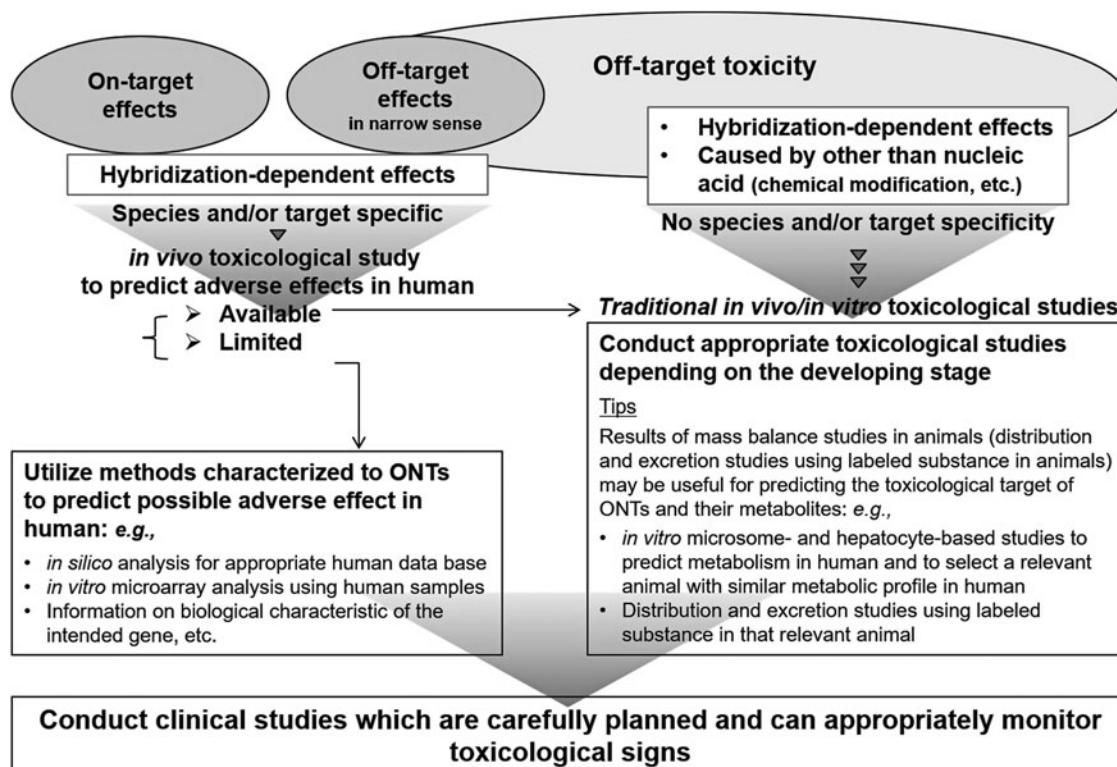 On-target
effects
Off-target
effects
in narrow sense
Off-target toxicity
Hybridization-dependent effects
• Hybridization-dependent effects
• Caused by other than nucleic
acid (chemical modification, etc.)
Species and/or target specific
in vivo toxicological study
to predict adverse effects in human
➢ Available
➢ Limited
No species and/or target specificity
Traditional in vivo/in vitro toxicological studies
Conduct appropriate toxicological studies
depending on the developing stage
Tips
Results of mass balance studies in animals (distribution
and excretion studies using labeled substance in animals)
may be useful for predicting the toxicological target of
ONTs and their metabolites: e.g.,
• in vitro microsome- and hepatocyte-based studies to
predict metabolism in human and to select a relevant
animal with similar metabolic profile in human
• Distribution and excretion studies using labeled
substance in that relevant animal
Utilize methods characterized to ONTs
to predict possible adverse effect in
human: e.g.,
• in silico analysis for appropriate human data base
• in vitro microarray analysis using human samples
• Information on biological characteristic of the
intended gene, etc.
Conduct clinical studies which are carefully planned and can appropriately monitor
toxicological signs